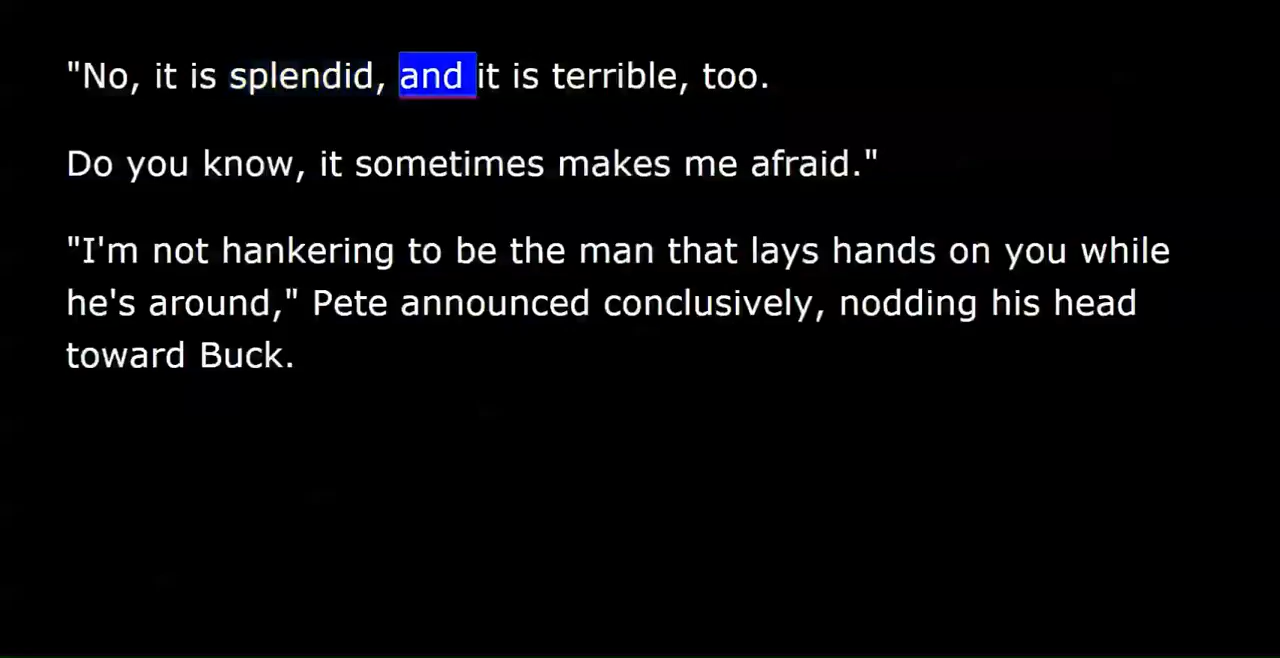 "No, it is splendid, and it is terrible, too.
Do you know, it sometimes makes me afraid."
"I'm not hankering to be the man that lays hands on you while
he's around," Pete announced conclusively, nodding his head
toward Buck.